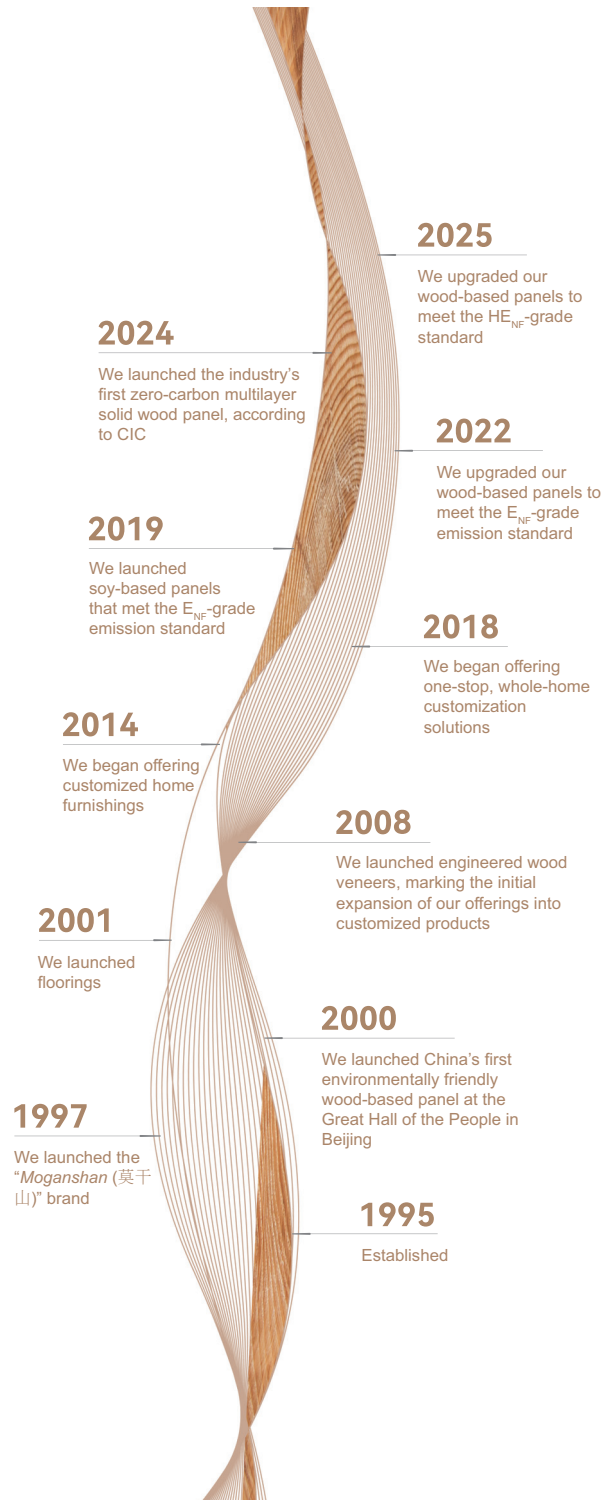 2025
We upgraded our
wood-based panels to
meet the HENF-grade
standard
2024
We launched the industry's
first zero-carbon multilayer
solid wood panel, according
to CIC
2022
We upgraded our
wood-based panels to
meet the ENF-grade
emission standard
2019
We launched
soy-based panels
that met the ENF-grade
emission standard
2018
We began offering
one-stop, whole-home
customization
solutions
2014
We began offering
customized home
furnishings
2008
We launched engineered wood
veneers, marking the initial
expansion of our offerings into
customized products
2001
We launched
floorings
2000
We launched China's first
environmentally friendly
wood-based panel at the
Great Hall of the People in
Beijing
1997
We launched the
“Moganshan (莫干
山)” brand
1995
Established